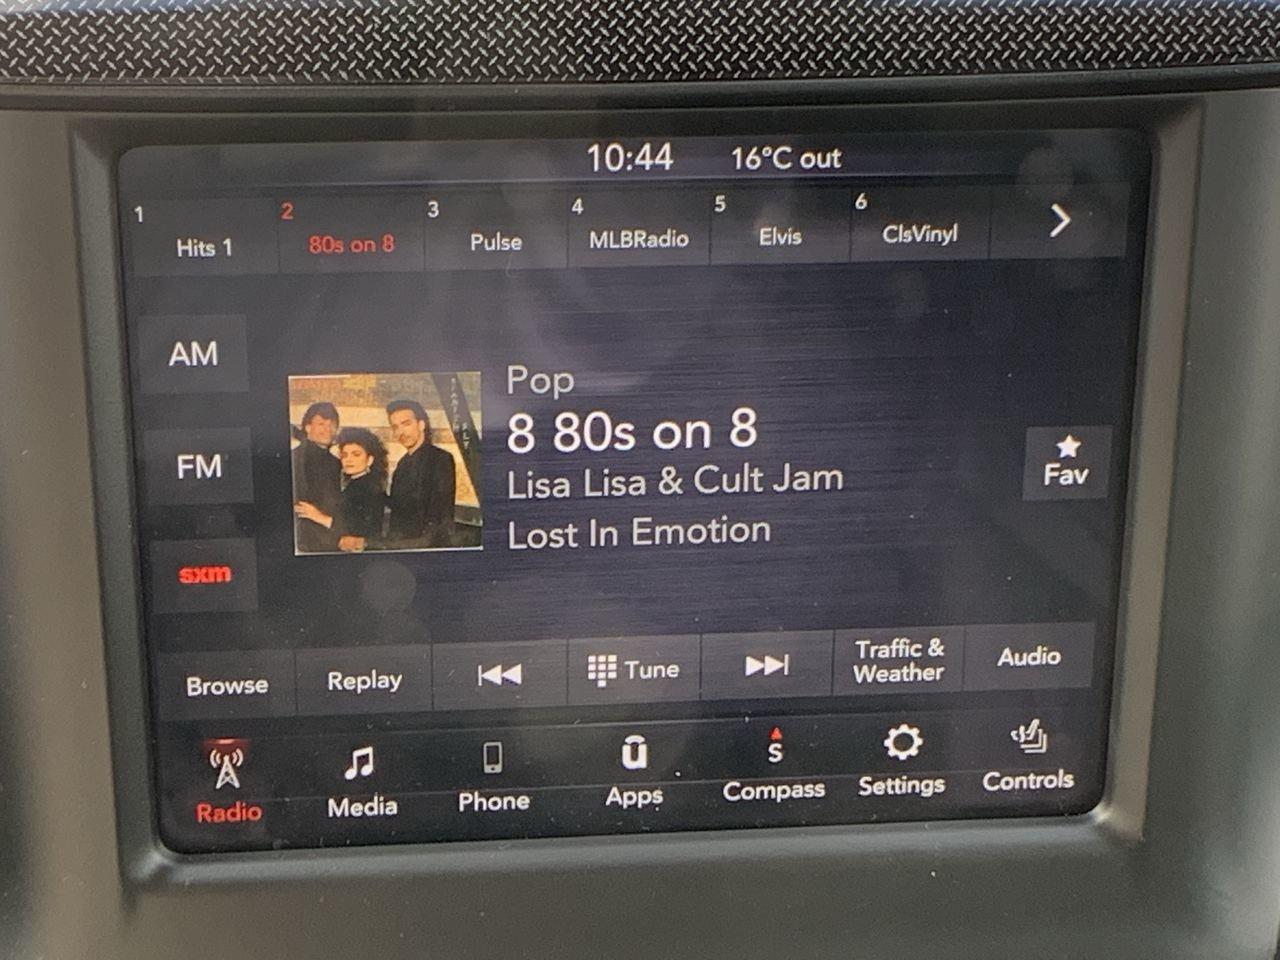 10:44 16°C out
1 Hits 1
2 80s on 8
3 Pulse
4 MLBRadio
5 Elvis
6 ClsVinyl
AM
FM
sxm
Pop
8 80s on 8
Lisa Lisa & Cult Jam
Lost In Emotion
Fav
Browse
Replay
Tune
Traffic &
Weather
Audio
Radio
Media
Phone
u
Apps
S
Compass
Settings
Controls